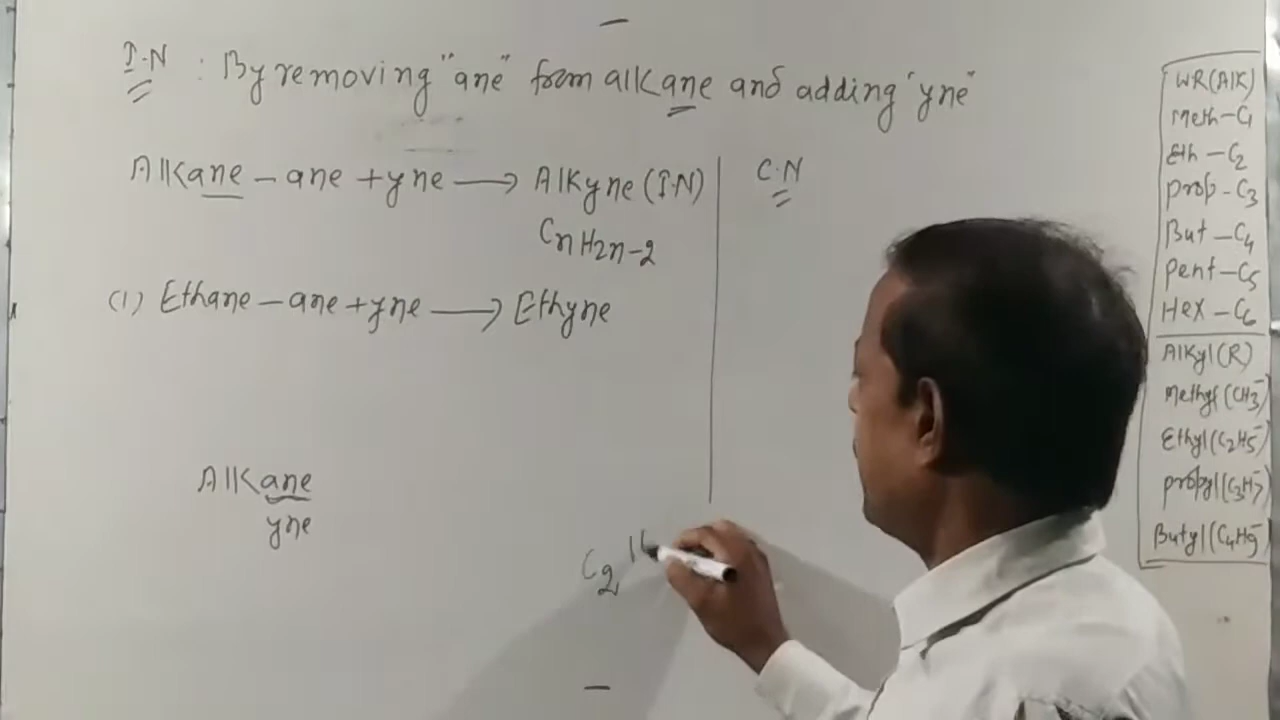 I.N : By removing "ane" from alkane and adding "yne"
Alkane – ane + yne ⟶ Alkyne (I.N)
CnH2n-2
(1) Ethane – ane + yne ⟶ Ethyne
Alkane
yne
C2H
C.N
WR(Alk)
Meth – C1
Eth – C2
Prop – C3
But – C4
Pent – C5
Hex – C6
Alkyl(R)
Methyl(CH3-
Ethyl(C2H5-
propyl(C3H7
Butyl(C4H9-